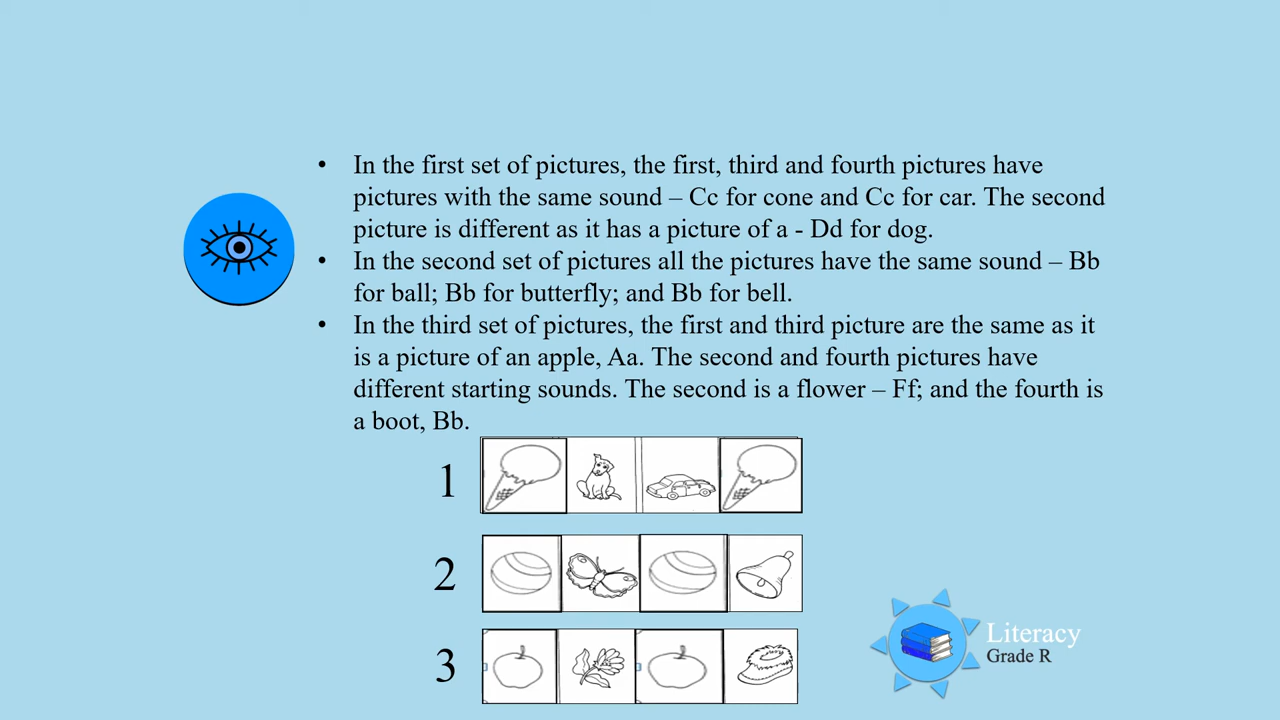 • In the first set of pictures, the first, third and fourth pictures have
pictures with the same sound – Cc for cone and Cc for car. The second
picture is different as it has a picture of a - Dd for dog.
• In the second set of pictures all the pictures have the same sound – Bb
for ball; Bb for butterfly; and Bb for bell.
• In the third set of pictures, the first and third picture are the same as it
is a picture of an apple, Aa. The second and fourth pictures have
different starting sounds. The second is a flower – Ff; and the fourth is
a boot, Bb.
1
2
3
Literacy
Grade R